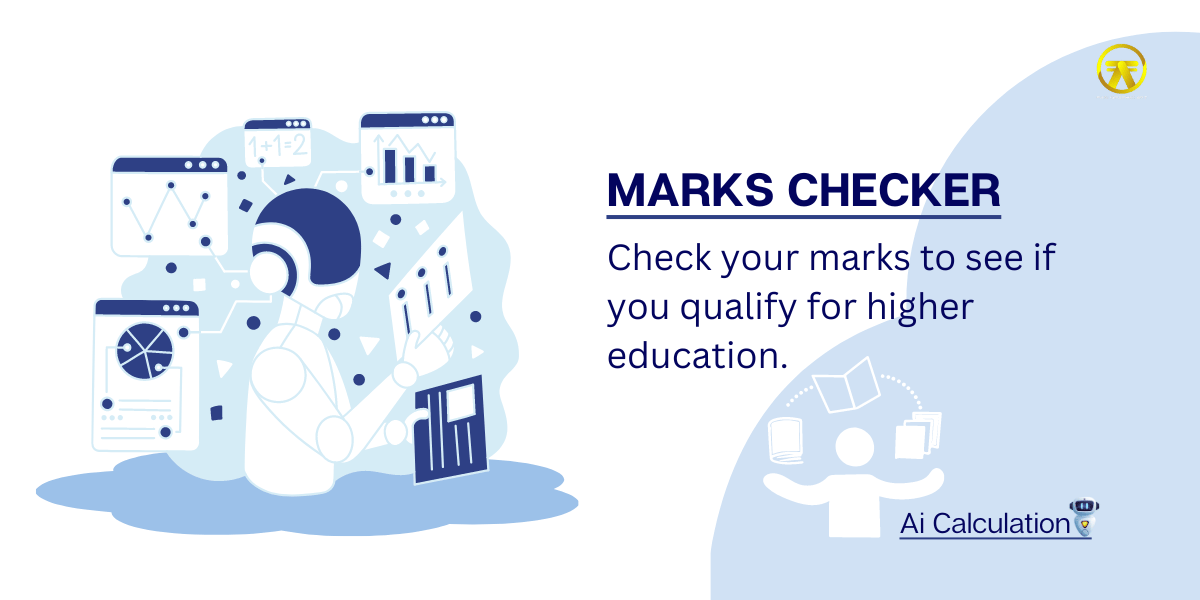 1+1=2
MARKS CHECKER
Check your marks to see if
you qualify for higher
education.
Ai Calculation